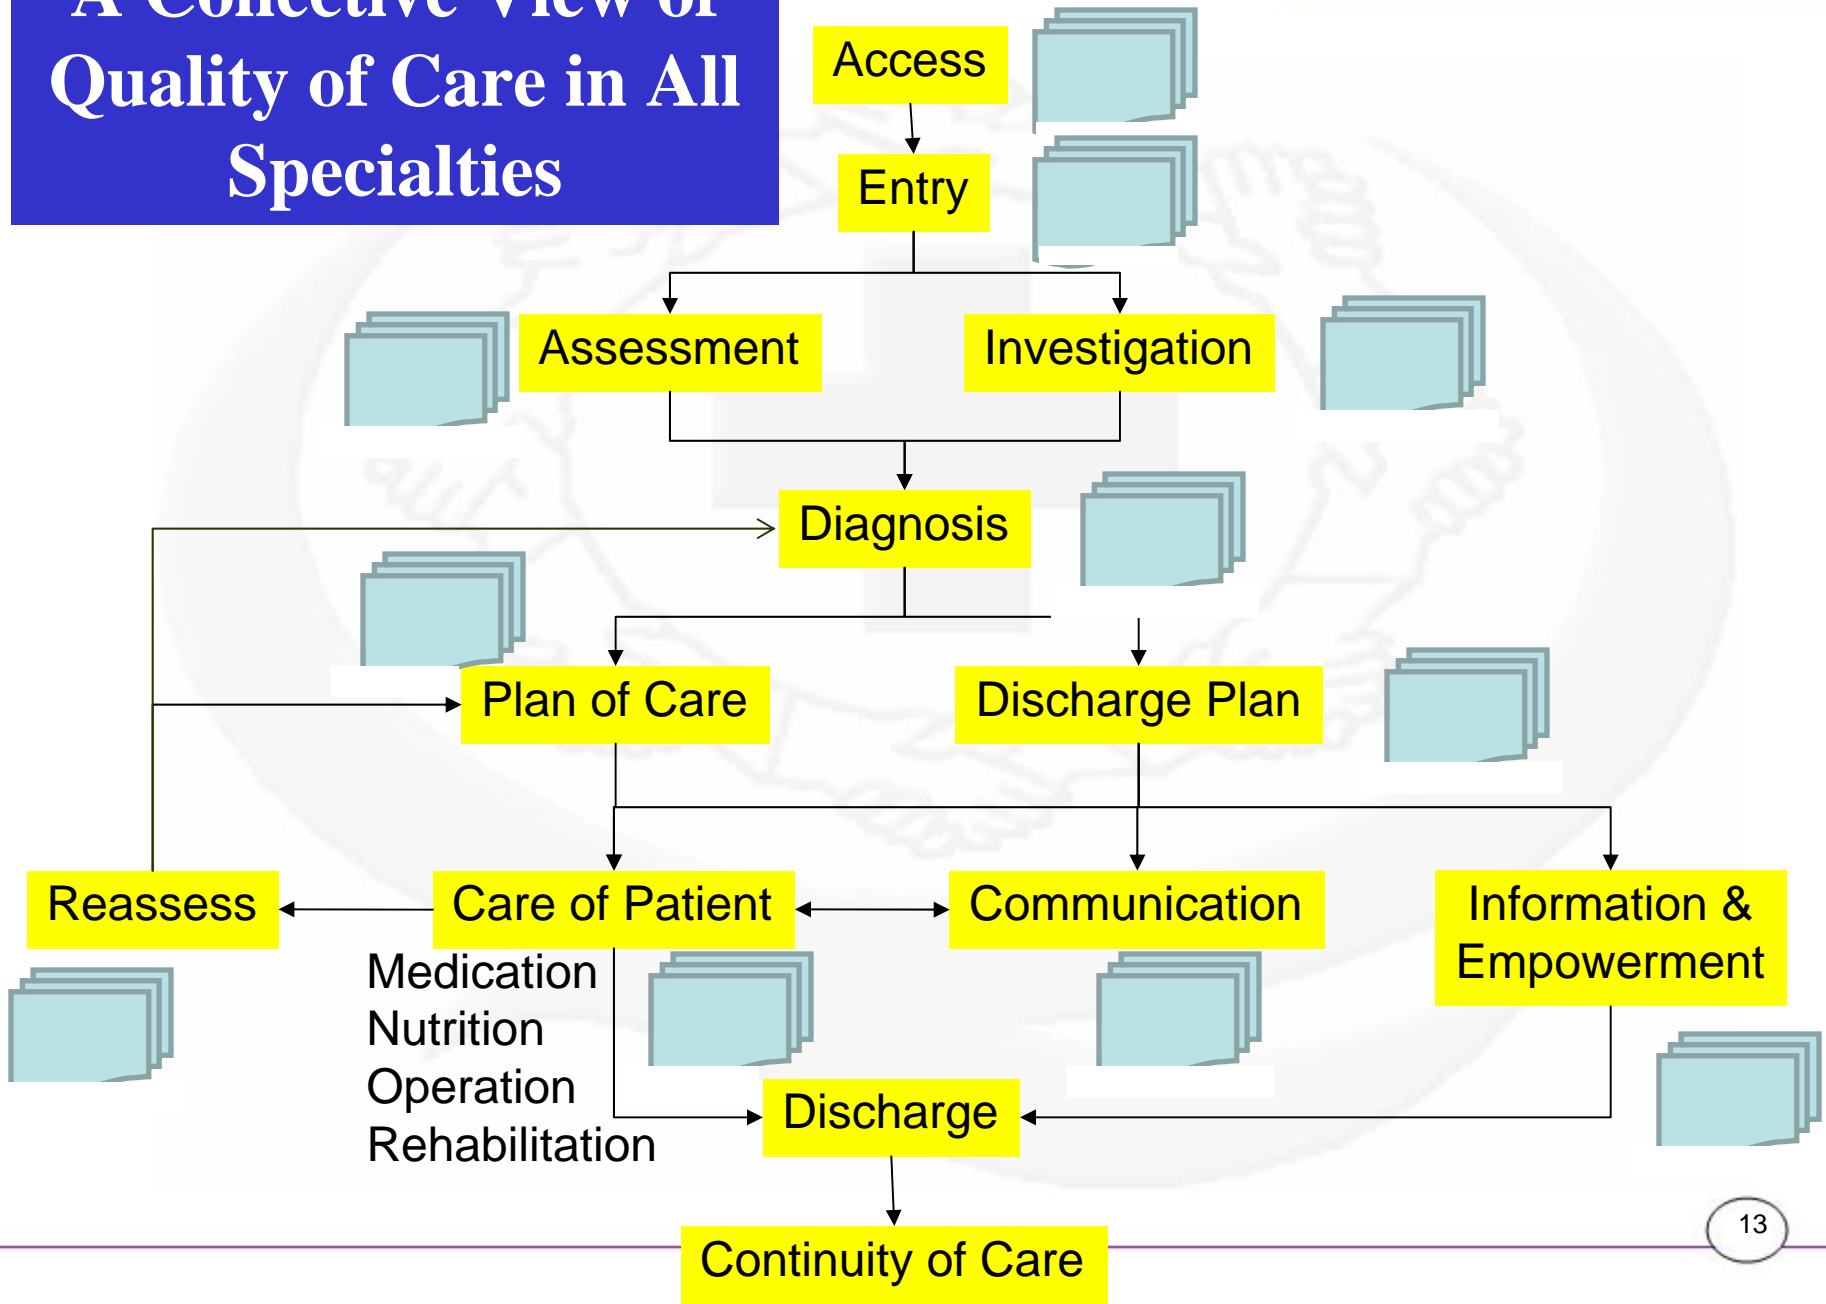 A Collective View of
Quality of Care in All
Specialties
Access
Entry
Assessment
Investigation
Diagnosis
Plan of Care
Discharge Plan
Reassess
Care of Patient
Communication
Information &
Empowerment
Medication
Nutrition
Operation
Rehabilitation
Discharge
Continuity of Care
13